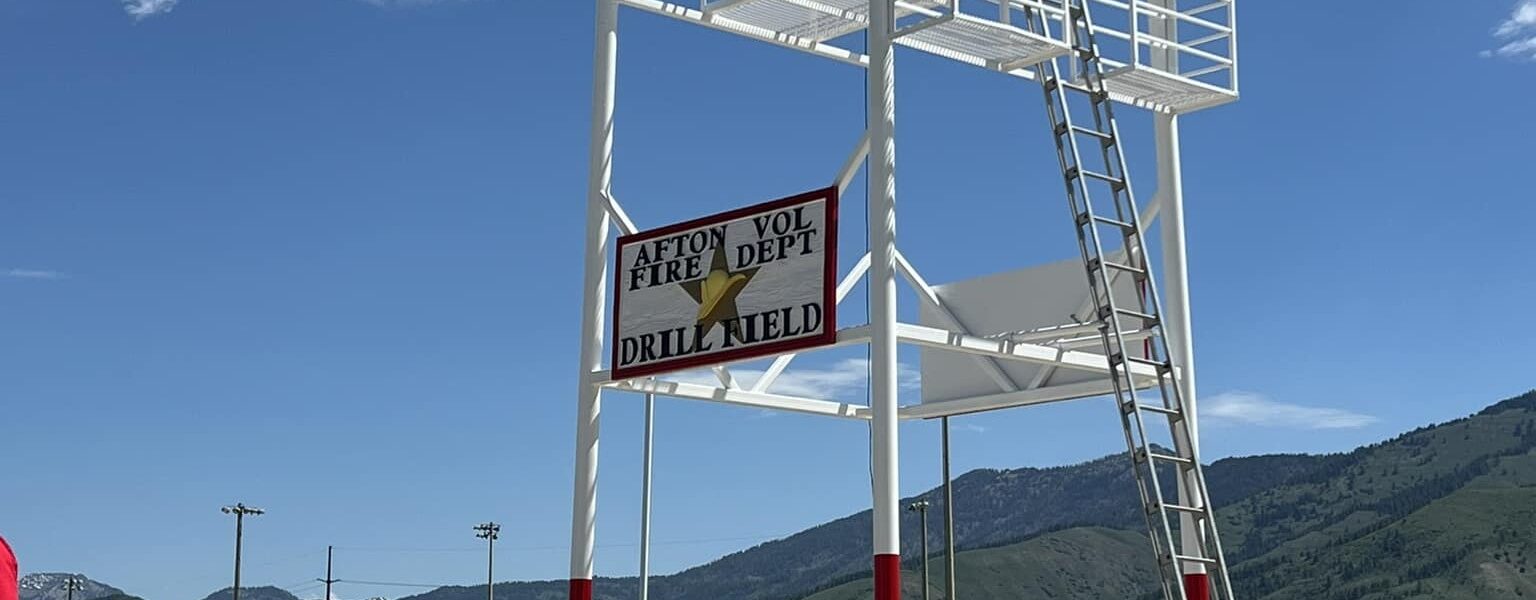 AFTON VOL
FIRE DEPT
DRILL FIELD